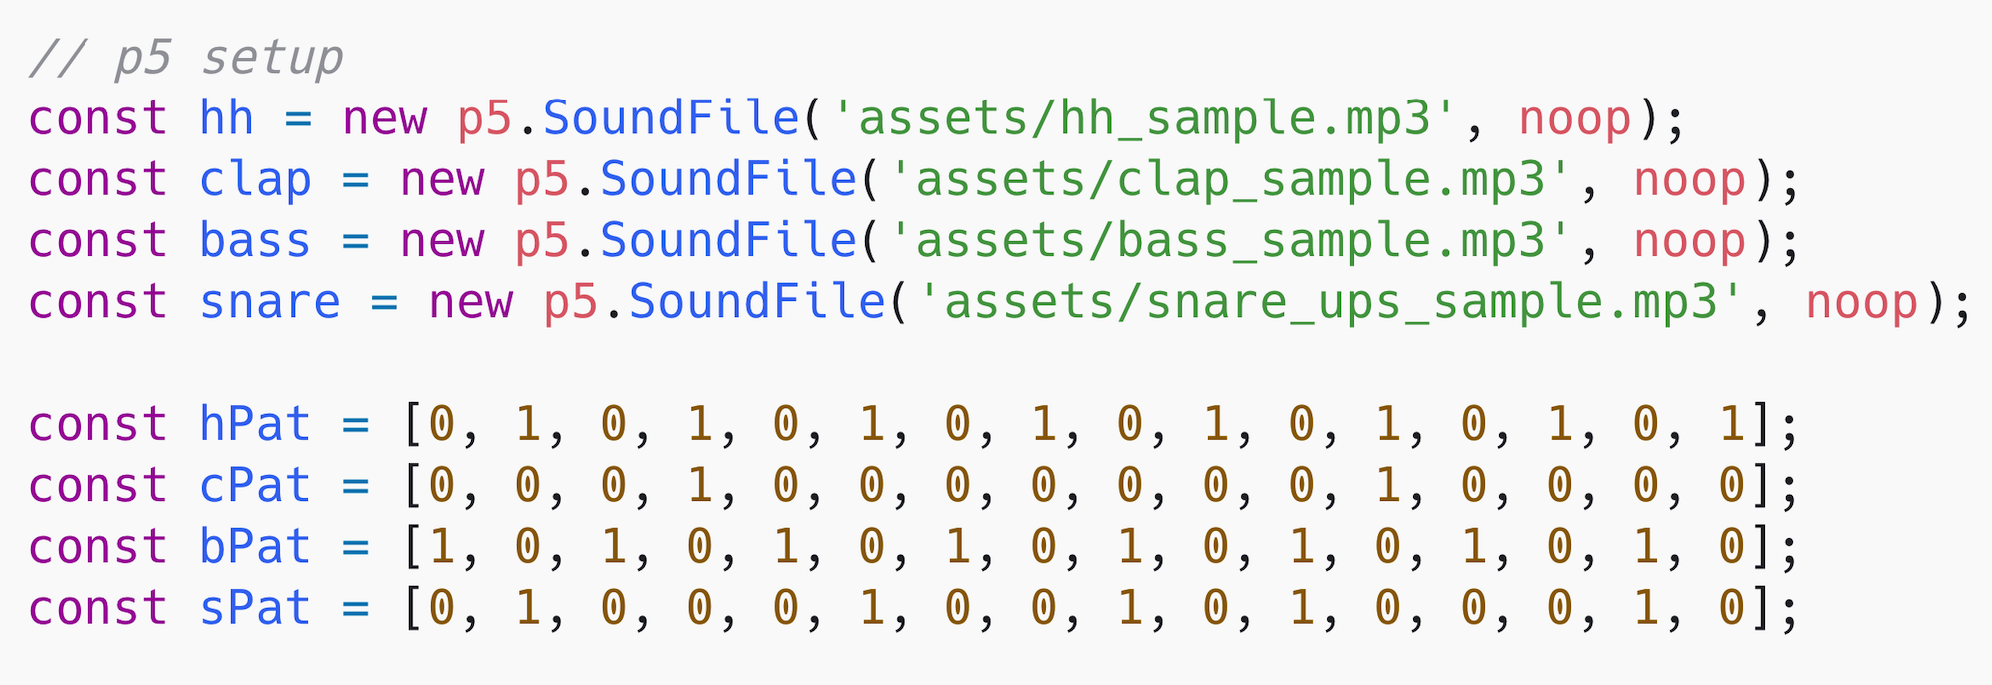 // p5 setup
const hh = new p5.SoundFile('assets/hh_sample.mp3', noop);
const clap = new p5.SoundFile('assets/clap_sample.mp3', noop);
const bass = new p5.SoundFile('assets/bass_sample.mp3', noop);
const snare = new p5.SoundFile('assets/snare_ups_sample.mp3', noop);
const hPat = [0, 1, 0, 1, 0, 1, 0, 1, 0, 1, 0, 1, 0, 1, 0, 1];
const cPat = [0, 0, 0, 1, 0, 0, 0, 0, 0, 0, 0, 1, 0, 0, 0, 0];
const bPat = [1, 0, 1, 0, 1, 0, 1, 0, 1, 0, 1, 0, 1, 0, 1, 0];
const sPat = [0, 1, 0, 0, 0, 1, 0, 0, 1, 0, 1, 0, 0, 0, 1, 0];